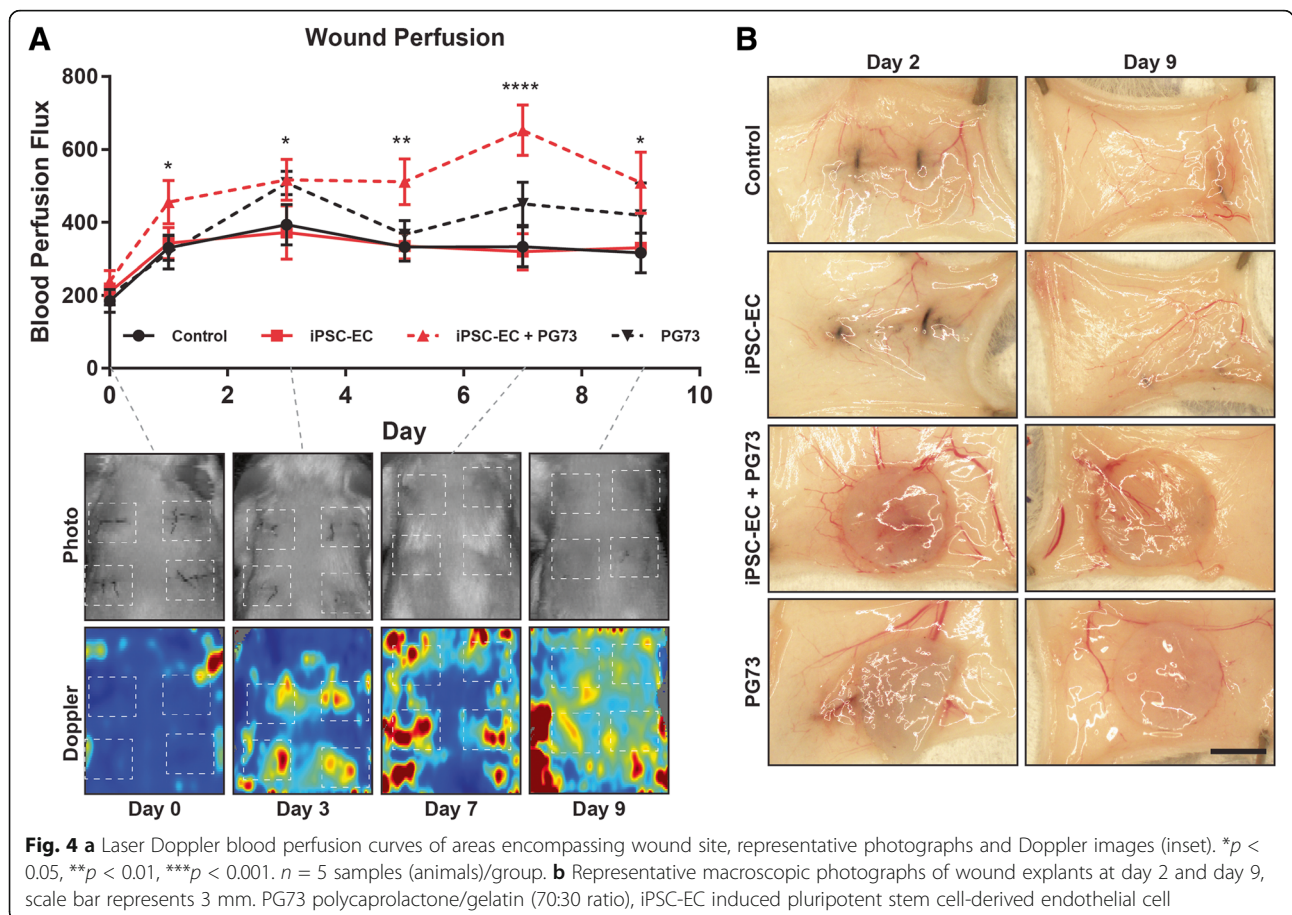 A
Wound Perfusion
Blood Perfusion Flux
800
600
400
200
0
*
*
**
****
*
Control
iPSC-EC
iPSC-EC + PG73
PG73
0
2
4
6
8
10
Day
Photo
Doppler
Day 0
Day 3
Day 7
Day 9
B
Day 2
Day 9
Control
iPSC-EC
iPSC-EC + PG73
PG73
Fig. 4 a Laser Doppler blood perfusion curves of areas encompassing wound site, representative photographs and Doppler images (inset). *p <
0.05, **p < 0.01, ***p < 0.001. n = 5 samples (animals)/group. b Representative macroscopic photographs of wound explants at day 2 and day 9,
scale bar represents 3 mm. PG73 polycaprolactone/gelatin (70:30 ratio), iPSC-EC induced pluripotent stem cell-derived endothelial cell